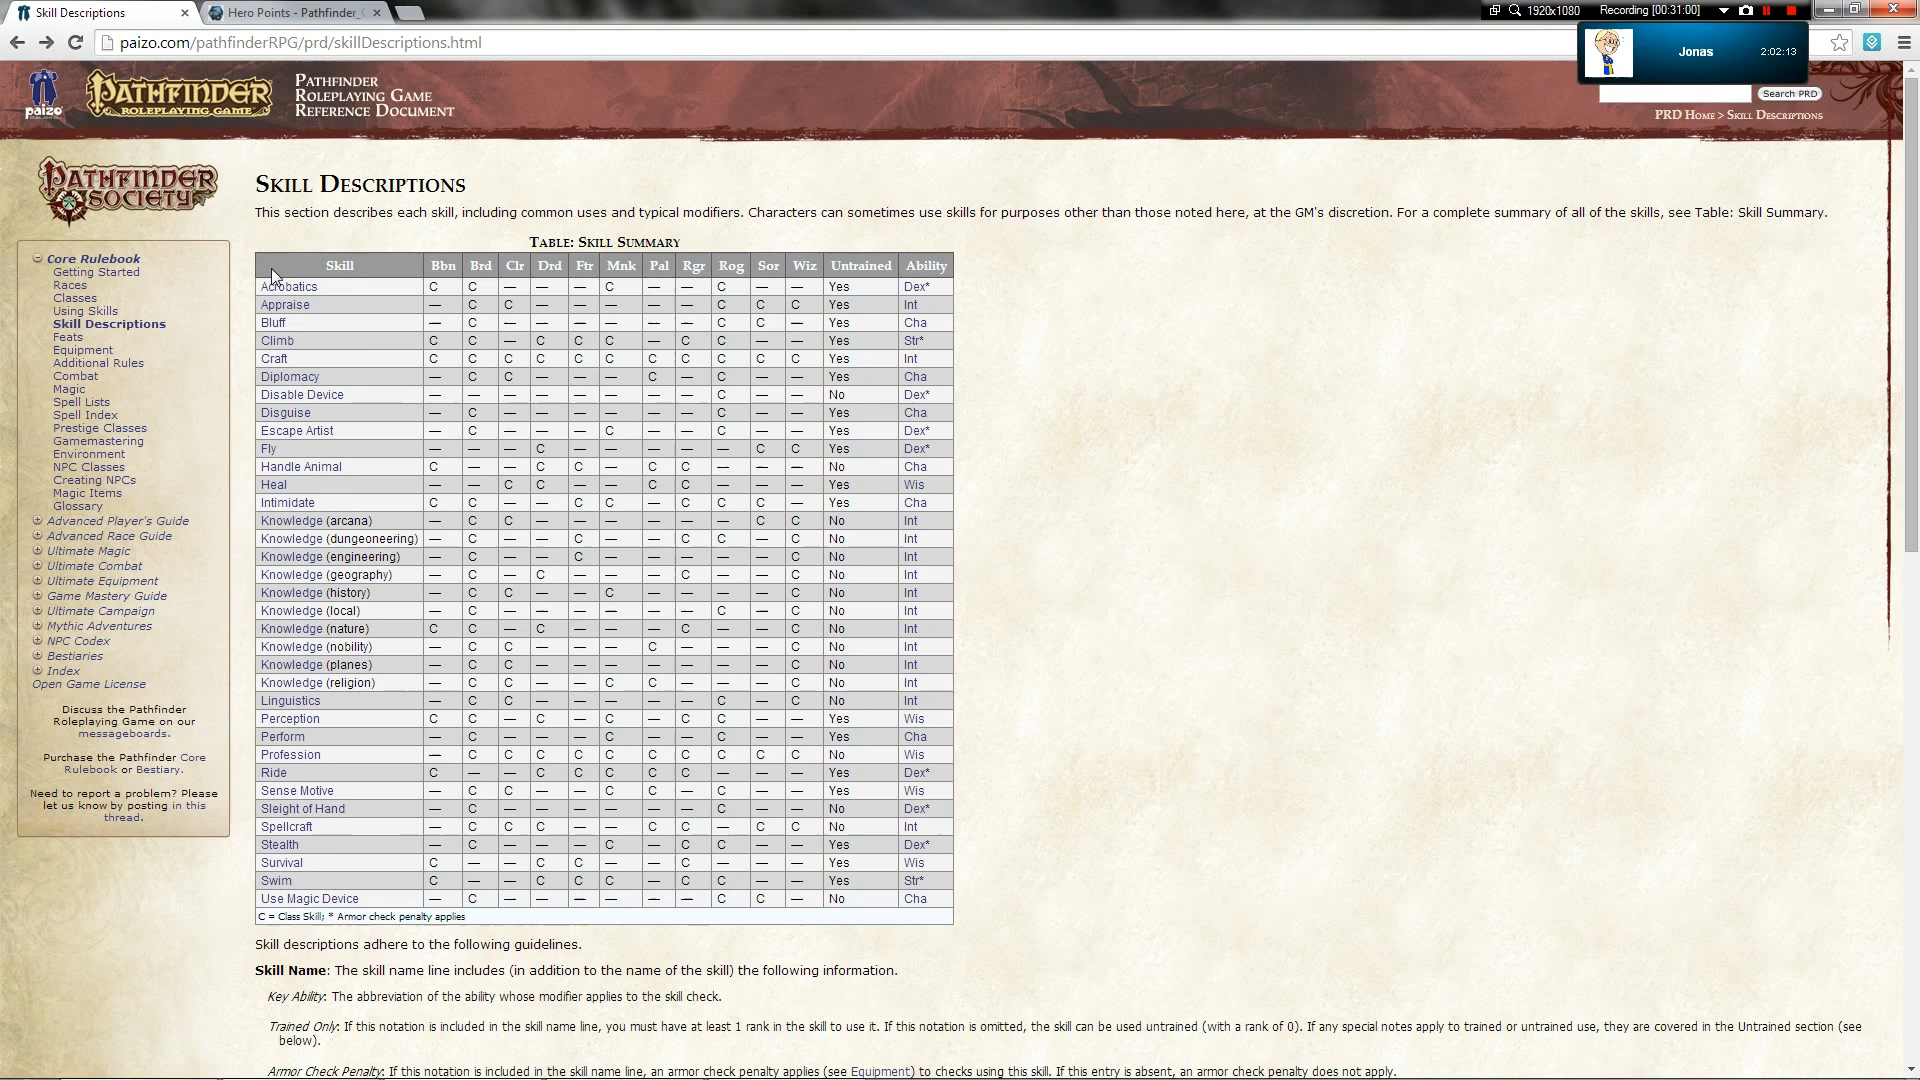 Skill Descriptions
Hero Points - Pathfinder_
1920x1080
Recording [00:31:00]
paizo.com/pathfinderRPG/prd/skillDescriptions.html
Jonas
2:02:13
paizo
PATHFINDER
ROLEPLAYING GAME
PATHFINDER
ROLEPLAYING GAME
REFERENCE DOCUMENT
Search PRD
PRD HOME > SKILL DESCRIPTIONS
PATHFINDER
SOCIETY
Core Rulebook
Getting Started
Races
Classes
Using Skills
Skill Descriptions
Feats
Equipment
Additional Rules
Combat
Magic
Spell Lists
Spell Index
Prestige Classes
Gamemastering
Environment
NPC Classes
Creating NPCs
Magic Items
Glossary
Advanced Player's Guide
Advanced Race Guide
Ultimate Magic
Ultimate Combat
Ultimate Equipment
Game Mastery Guide
Ultimate Campaign
Mythic Adventures
NPC Codex
Bestiaries
Index
Open Game License
Discuss the Pathfinder
Roleplaying Game on our
messageboards.
Purchase the Pathfinder Core
Rulebook or Bestiary.
Need to report a problem? Please
let us know by posting in this
thread.
SKILL DESCRIPTIONS
This section describes each skill, including common uses and typical modifiers. Characters can sometimes use skills for purposes other than those noted here, at the GM's discretion. For a complete summary of all of the skills, see Table: Skill Summary.
TABLE: SKILL SUMMARY
Skill Bbn Brd Clr Drd Ftr Mnk Pal Rgr Rog Sor Wiz Untrained Ability
Acrobatics C C — — — C — — C — — Yes Dex*
Appraise — C C — — — — — C C C Yes Int
Bluff — C — — — — — — C C — Yes Cha
Climb C C — C C C — C C — — Yes Str*
Craft C C C C C C C C C C C Yes Int
Diplomacy — C C — — — C — C — — Yes Cha
Disable Device — — — — — — — — C — — No Dex*
Disguise — C — — — — — — C — — Yes Cha
Escape Artist — C — — — C — — C — — Yes Dex*
Fly — — — C — — — — — C C Yes Dex*
Handle Animal C — — C C — C C — — — No Cha
Heal — — C C — — C C — — — Yes Wis
Intimidate C C — — C C — C C C — Yes Cha
Knowledge (arcana) — C C — — — — — — C C No Int
Knowledge (dungeoneering) — C — — C — — C C — C No Int
Knowledge (engineering) — C — — C — — — — — C No Int
Knowledge (geography) — C — C — — — C — — C No Int
Knowledge (history) — C C — — C — — — — C No Int
Knowledge (local) — C — — — — — — C — C No Int
Knowledge (nature) C C — C — — — C — — C No Int
Knowledge (nobility) — C C — — — C — — — C No Int
Knowledge (planes) — C C — — — — — — — C No Int
Knowledge (religion) — C C — — C C — — — C No Int
Linguistics — C C — — — — — C — C No Int
Perception C C — C — C — C C — — Yes Wis
Perform — C — — — C — — C — — Yes Cha
Profession — C C C C C C C C C C No Wis
Ride C — — C C C C C — — — Yes Dex*
Sense Motive — C C — — C C — C — — Yes Wis
Sleight of Hand — C — — — — — — C — — No Dex*
Spellcraft — C C C — — C C — C C No Int
Stealth — C — — — C — C C — — Yes Dex*
Survival C — — C C — — C — — — Yes Wis
Swim C — — C C C — C C — — Yes Str*
Use Magic Device — C — — — — — — C C — No Cha
C = Class Skill; * Armor check penalty applies
Skill descriptions adhere to the following guidelines.
Skill Name: The skill name line includes (in addition to the name of the skill) the following information.
Key Ability: The abbreviation of the ability whose modifier applies to the skill check.
Trained Only: If this notation is included in the skill name line, you must have at least 1 rank in the skill to use it. If this notation is omitted, the skill can be used untrained (with a rank of 0). If any special notes apply to trained or untrained use, they are covered in the Untrained section (see
below).
Armor Check Penalty: If this notation is included in the skill name line, an armor check penalty applies (see Equipment) to checks using this skill. If this entry is absent, an armor check penalty does not apply.